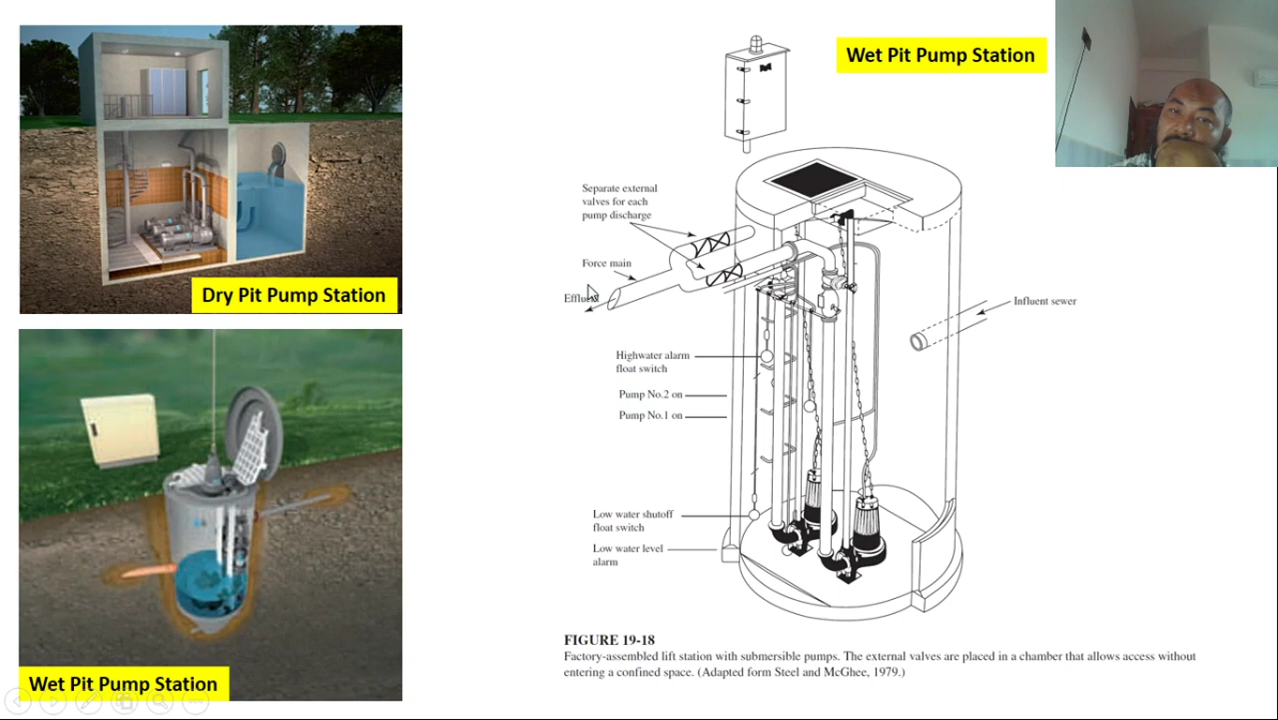 Dry Pit Pump Station
Wet Pit Pump Station
Wet Pit Pump Station
Separate external
valves for each
pump discharge
Force main
Effluent
Influent sewer
Highwater alarm
float switch
Pump No.2 on
Pump No.1 on
Low water shutoff
float switch
Low water level
alarm
FIGURE 19-18
Factory-assembled lift station with submersible pumps. The external valves are placed in a chamber that allows access without
entering a confined space. (Adapted form Steel and McGhee, 1979.)